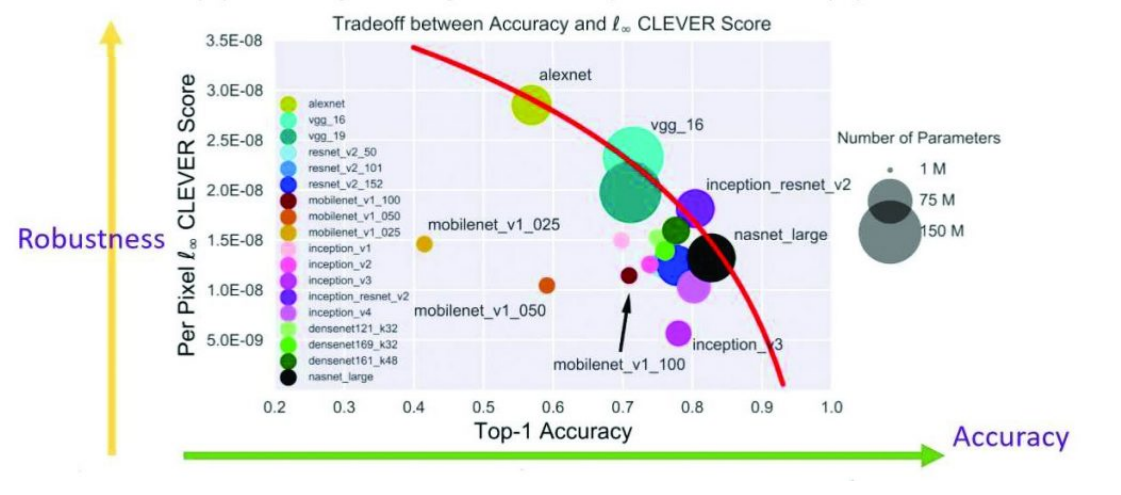 Tradeoff between Accuracy and ℓ∞ CLEVER Score
Robustness
Per Pixel ℓ∞ CLEVER Score
3.5E-08
3.0E-08
2.5E-08
2.0E-08
1.5E-08
1.0E-08
5.0E-09
alexnet
vgg_16
vgg_19
resnet_v2_50
resnet_v2_101
resnet_v2_152
mobilenet_v1_100
mobilenet_v1_050
mobilenet_v1_025
inception_v1
inception_v2
inception_v3
inception_resnet_v2
inception_v4
densenet121_k32
densenet169_k32
densenet161_k48
nasnet_large
alexnet
vgg_16
inception_resnet_v2
mobilenet_v1_025
nasnet_large
mobilenet_v1_050
inception_v3
mobilenet_v1_100
Number of Parameters
1 M
75 M
150 M
0.2 0.3 0.4 0.5 0.6 0.7 0.8 0.9 1.0
Top-1 Accuracy
Accuracy